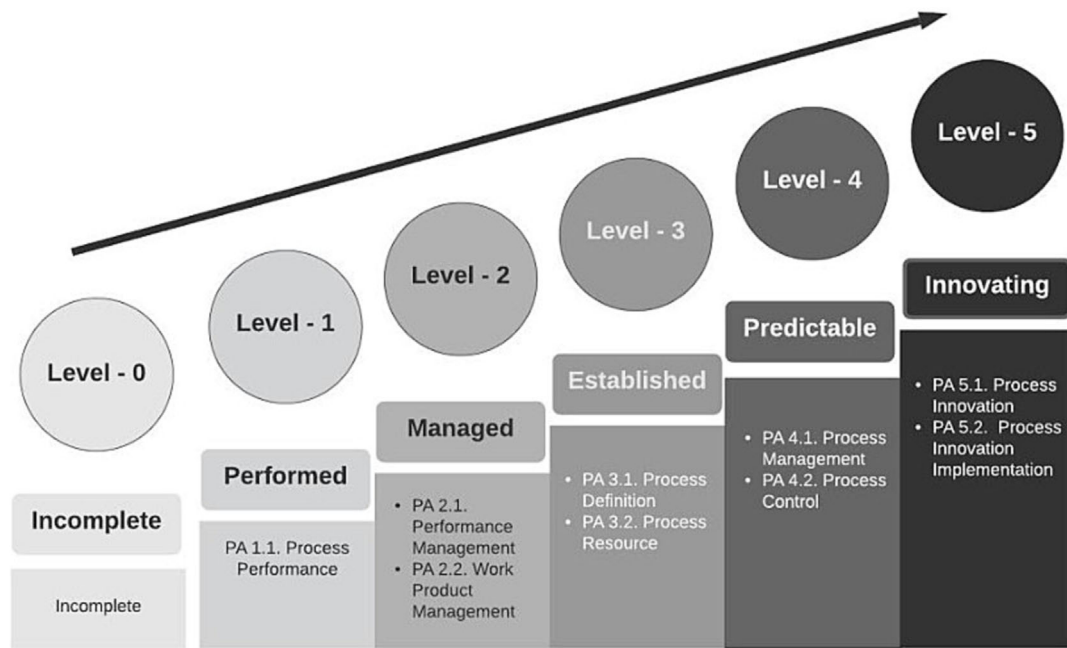 Level - 0
Incomplete
Incomplete
Level - 1
Performed
PA 1.1. Process
Performance
Level - 2
Managed
• PA 2.1.
Performance
Management
• PA 2.2. Work
Product
Management
Level - 3
Established
• PA 3.1. Process
Definition
• PA 3.2. Process
Resource
Level - 4
Predictable
• PA 4.1. Process
Management
• PA 4.2. Process
Control
Level - 5
Innovating
• PA 5.1. Process
Innovation
• PA 5.2. Process
Innovation
Implementation